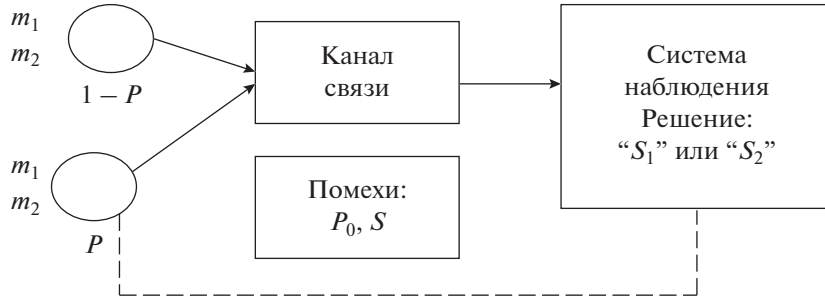 m₁
m₂
1 – P
Канал
связи
Система
наблюдения
Решение:
“S₁” или “S₂”
m₁
m₂
P
Помехи:
P₀, S